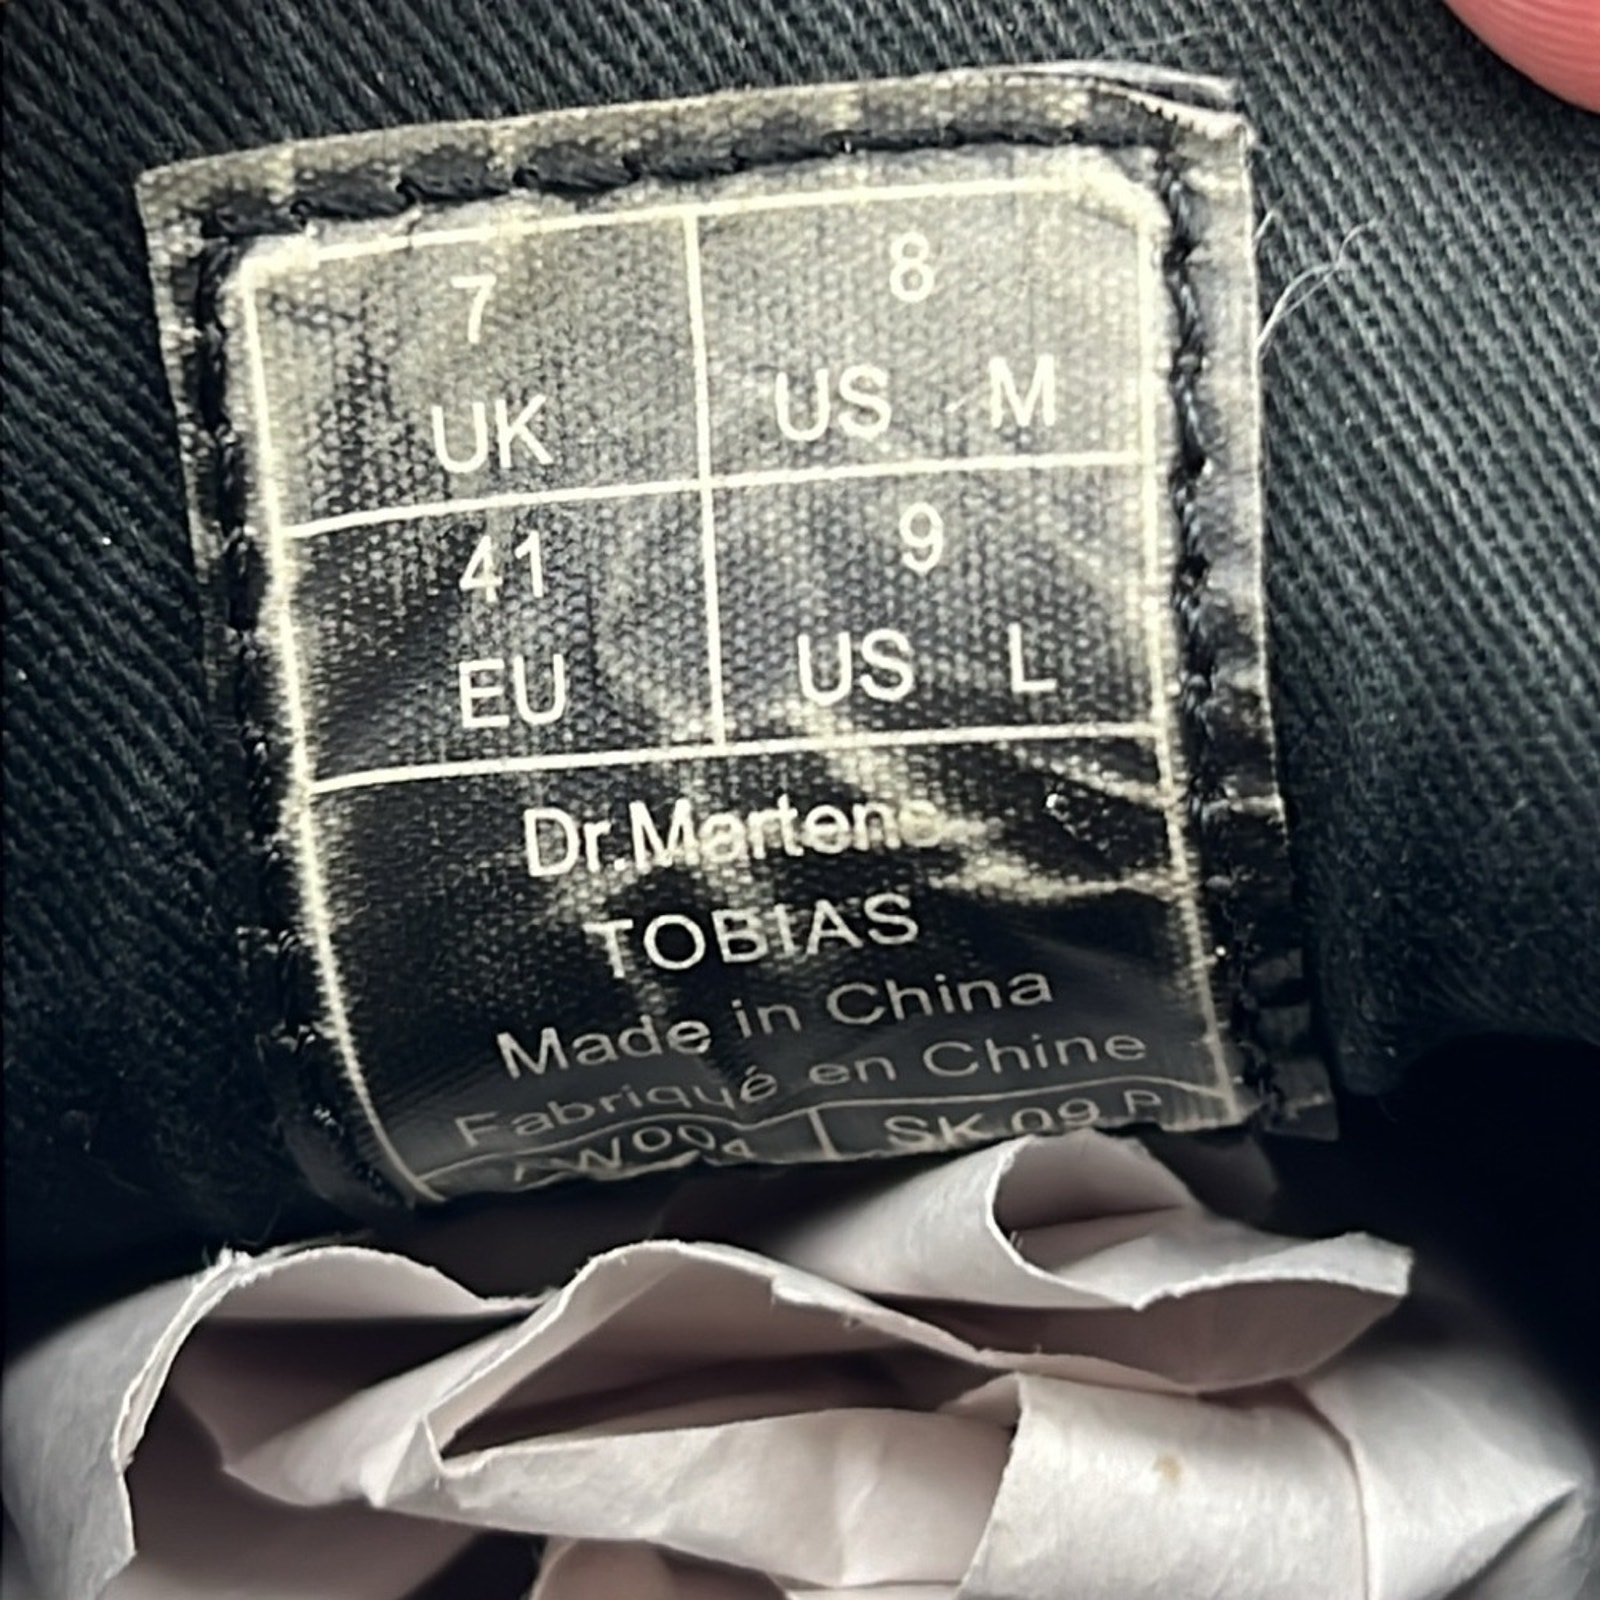 7
UK
8
US M
41
EU
9
US L
Dr.Martens
TOBIAS
Made in China
Fabriqué en Chine
AW004 SK 09 P